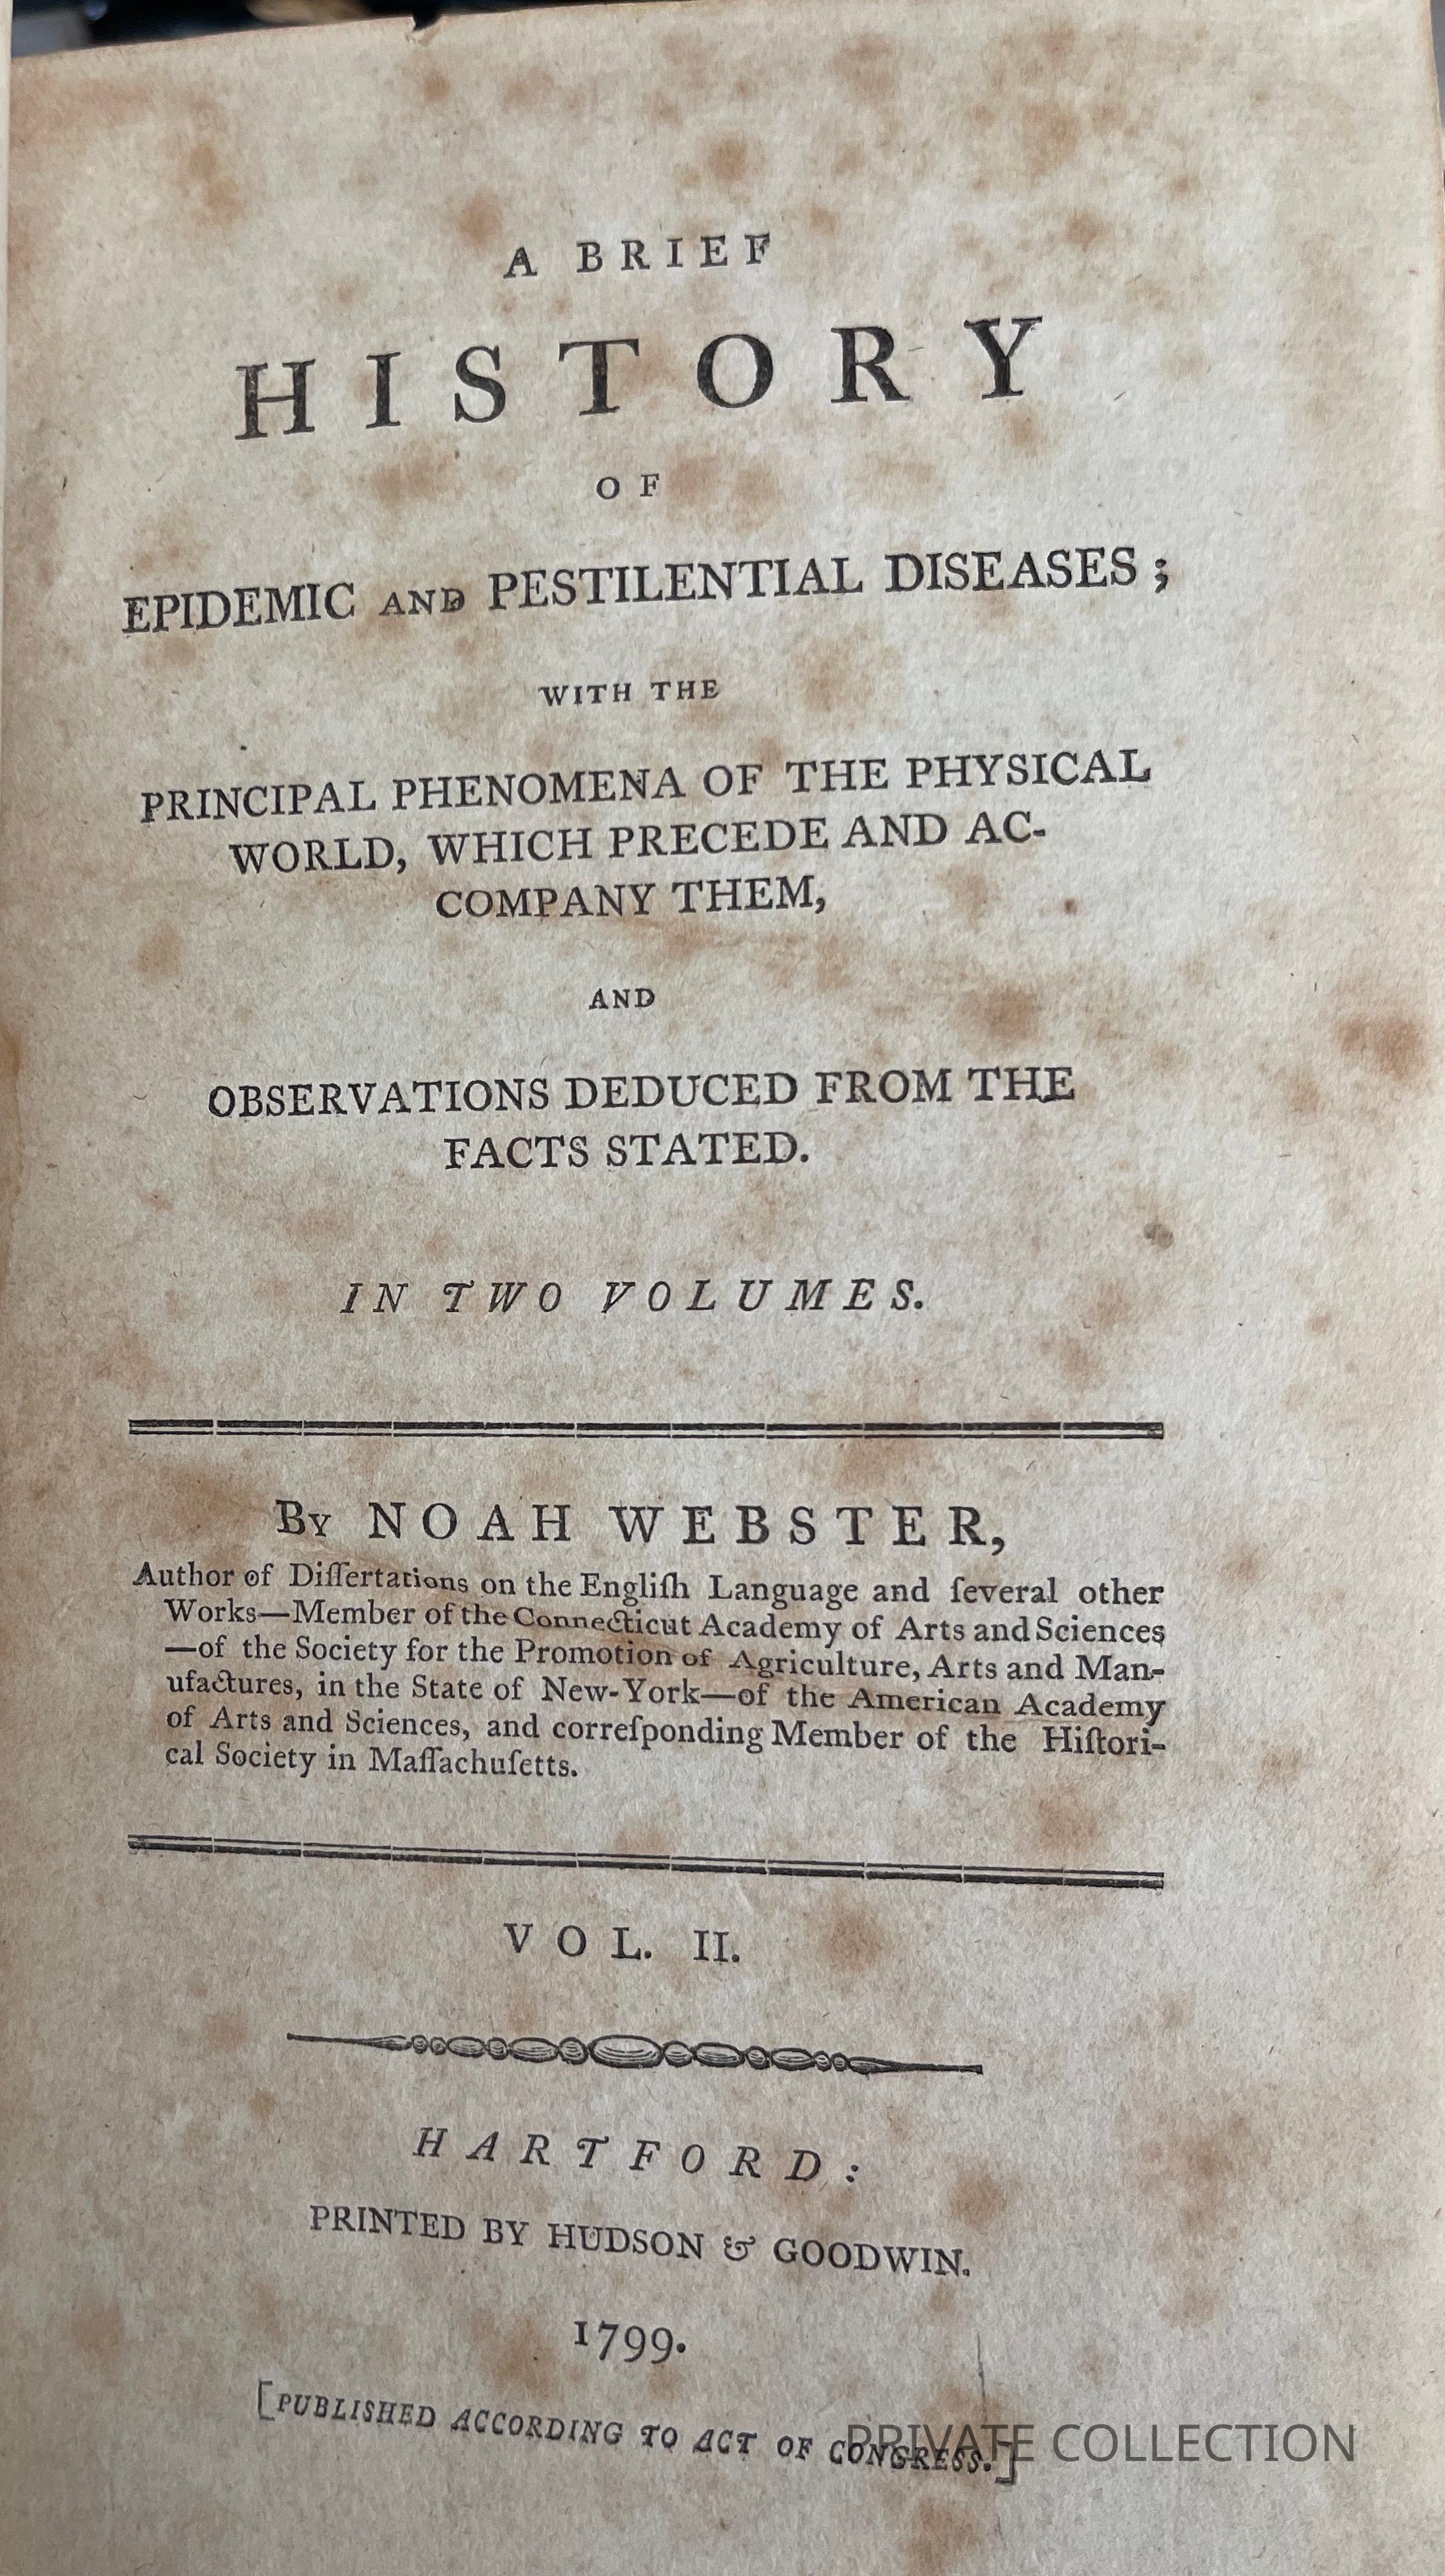 A BRIEF
HISTORY
OF
EPIDEMIC AND PESTILENTIAL DISEASES;
WITH THE
PRINCIPAL PHENOMENA OF THE PHYSICAL
WORLD, WHICH PRECEDE AND AC-
COMPANY THEM,
AND
OBSERVATIONS DEDUCED FROM THE
FACTS STATED.
IN TWO VOLUMES.
By NOAH WEBSTER,
Author of Diſſertations on the Engliſh Language and ſeveral other
Works—Member of the Connecticut Academy of Arts and Sciences
—of the Society for the Promotion of Agriculture, Arts and Man-
ufactures, in the State of New-York—of the American Academy
of Arts and Sciences, and correſponding Member of the Hiſtori-
cal Society in Maſſachuſetts.
VOL. II.
HARTFORD:
PRINTED BY HUDSON & GOODWIN.
1799.
[PUBLISHED ACCORDING TO ACT OF CONGRESS.]
PRIVATE COLLECTION